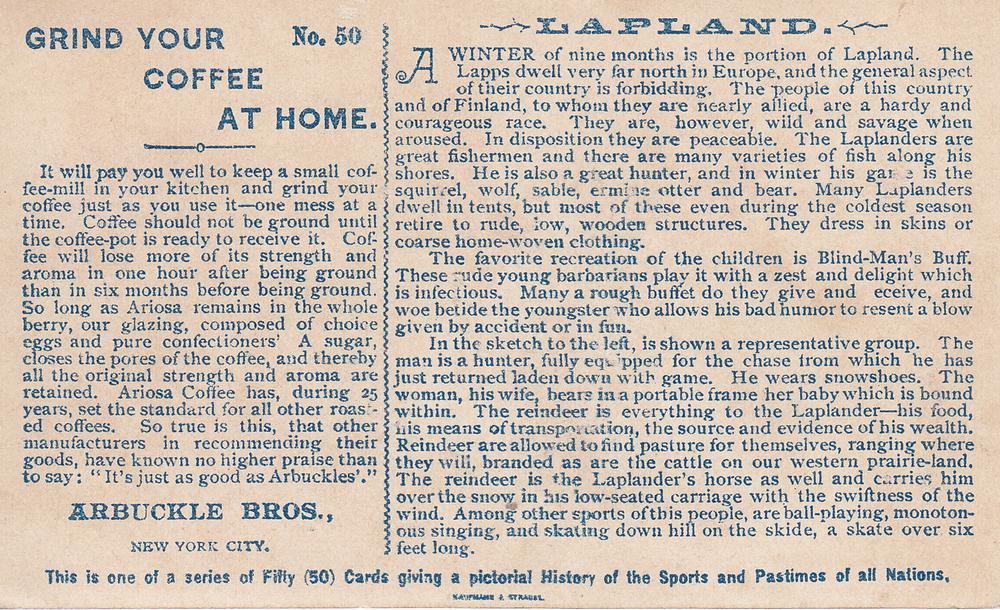 GRIND YOUR No. 50
COFFEE
AT HOME.
It will pay you well to keep a small cof-
fee-mill in your kitchen and grind your
coffee just as you use it—one mess at a
time. Coffee should not be ground until
the coffee-pot is ready to receive it. Cof-
fee will lose more of its strength and
aroma in one hour after being ground
than in six months before being ground.
So long as Ariosa remains in the whole
berry, our glazing, composed of choice
eggs and pure confectioners' A sugar,
closes the pores of the coffee, and thereby
all the original strength and aroma are
retained. Ariosa Coffee has, during 25
years, set the standard for all other roast-
ed coffees. So true is this, that other
manufacturers in recommending their
goods, have known no higher praise than
to say: "It's just as good as Arbuckles'."
ARBUCKLE BROS.,
NEW YORK CITY.
LAPLAND.
A WINTER of nine months is the portion of Lapland. The
Lapps dwell very far north in Europe, and the general aspect
of their country is forbidding. The people of this country
and of Finland, to whom they are nearly allied, are a hardy and
courageous race. They are, however, wild and savage when
aroused. In disposition they are peaceable. The Laplanders are
great fishermen and there are many varieties of fish along his
shores. He is also a great hunter, and in winter his game is the
squirrel, wolf, sable, ermine otter and bear. Many Laplanders
dwell in tents, but most of these even during the coldest season
retire to rude, low, wooden structures. They dress in skins or
coarse home-woven clothing.
The favorite recreation of the children is Blind-Man's Buff.
These rude young barbarians play it with a zest and delight which
is infectious. Many a rough buffet do they give and eceive, and
woe betide the youngster who allows his bad humor to resent a blow
given by accident or in fun.
In the sketch to the left, is shown a representative group. The
man is a hunter, fully equipped for the chase from which he has
just returned laden down with game. He wears snowshoes. The
woman, his wife, bears in a portable frame her baby which is bound
within. The reindeer is everything to the Laplander—his food,
his means of transportation, the source and evidence of his wealth.
Reindeer are allowed to find pasture for themselves, ranging where
they will, branded as are the cattle on our western prairie-land.
The reindeer is the Laplander's horse as well and carries him
over the snow in his low-seated carriage with the swiftness of the
wind. Among other sports of this people, are ball-playing, monoton-
ous singing, and skating down hill on the skide, a skate over six
feet long.
This is one of a series of Fifty (50) Cards giving a pictorial History of the Sports and Pastimes of all Nations.
KAUFMANN & STRAUSS.